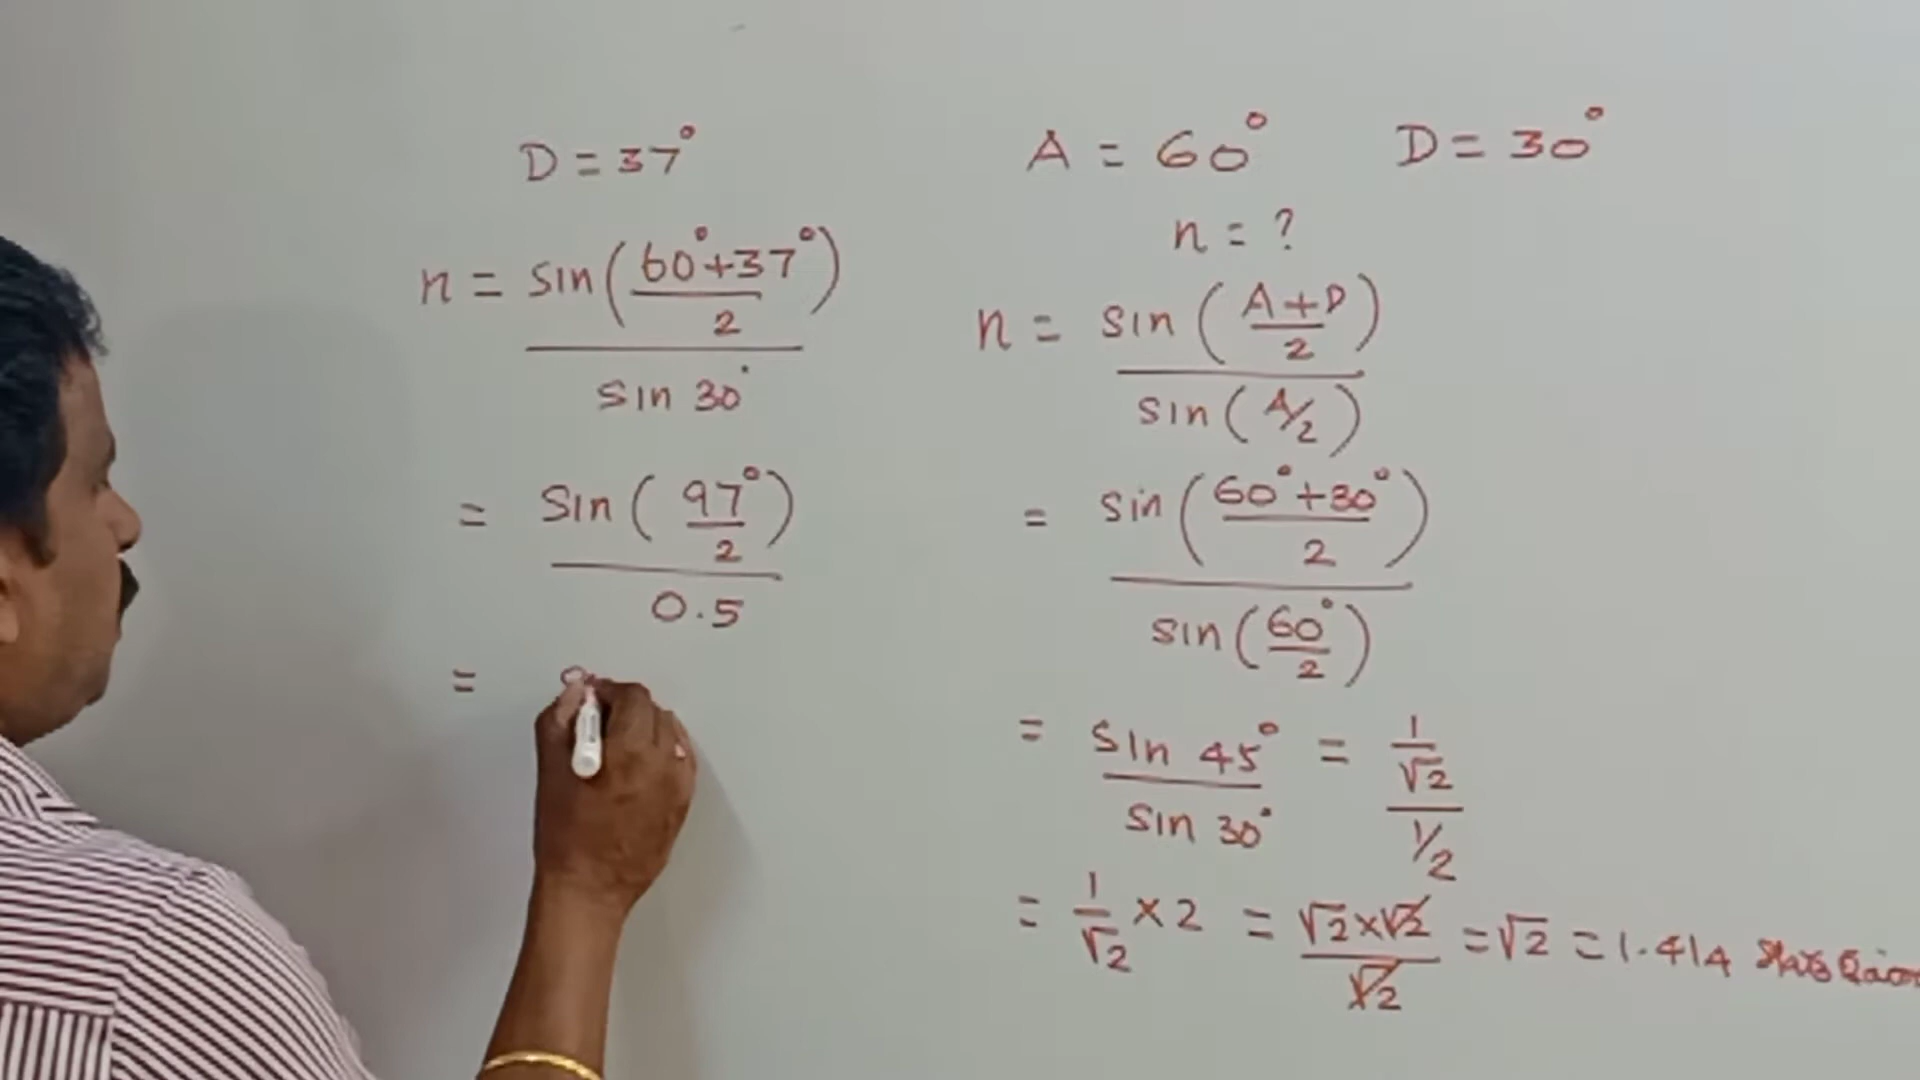 D = 37°
n = sin(60°+37°/2)
sin 30°
= Sin(97°/2)
0.5
=
A = 60° D = 30°
n = ?
n = sin(A+D/2)
sin(A/2)
= sin(60°+30°/2)
sin(60°/2)
= Sin 45° = 1/√2
Sin 30° 1/2
= 1/√2 × 2 = √2×√2/√2 = √2 = 1.414